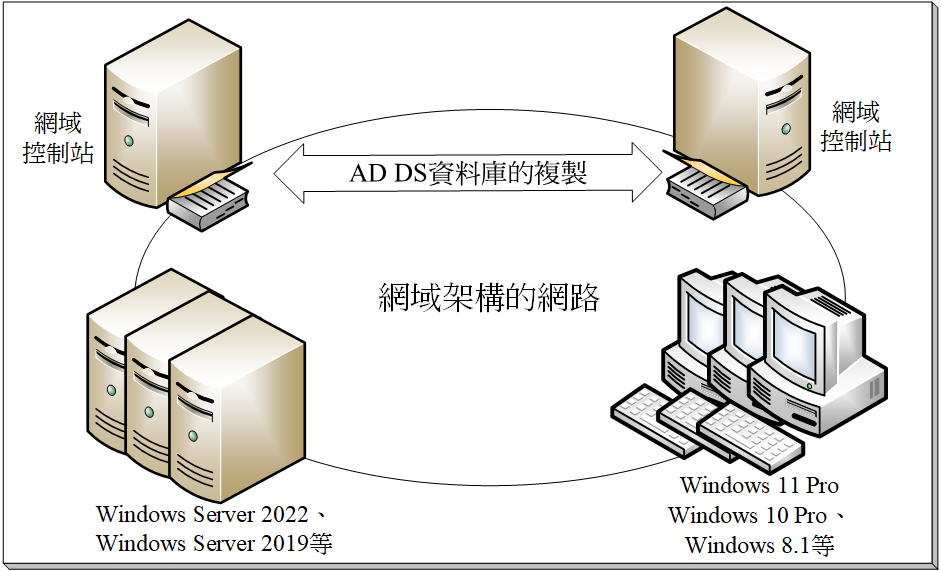 網域
控制站
AD DS資料庫的複製
網域
控制站
網域架構的網路
Windows Server 2022、
Windows Server 2019等
Windows 11 Pro
Windows 10 Pro、
Windows 8.1等